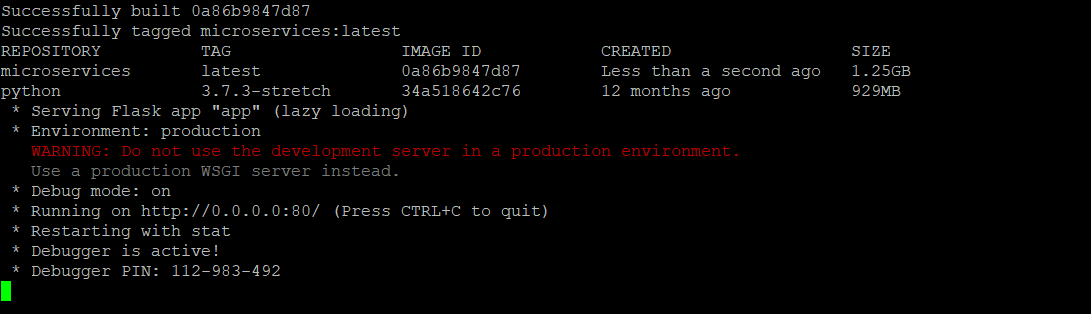 Successfully built 0a86b9847d87
Successfully tagged microservices:latest
REPOSITORY TAG IMAGE ID CREATED SIZE
microservices latest 0a86b9847d87 Less than a second ago 1.25GB
python 3.7.3-stretch 34a518642c76 12 months ago 929MB
* Serving Flask app "app" (lazy loading)
* Environment: production
WARNING: Do not use the development server in a production environment.
Use a production WSGI server instead.
* Debug mode: on
* Running on http://0.0.0.0:80/ (Press CTRL+C to quit)
* Restarting with stat
* Debugger is active!
* Debugger PIN: 112-983-492